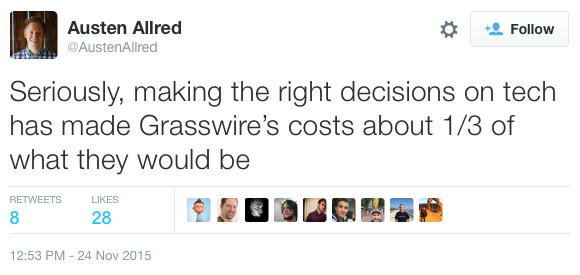 Austen Allred
@AustenAllred
Follow
Seriously, making the right decisions on tech
has made Grasswire's costs about 1/3 of
what they would be
RETWEETS
8
LIKES
28
12:53 PM - 24 Nov 2015